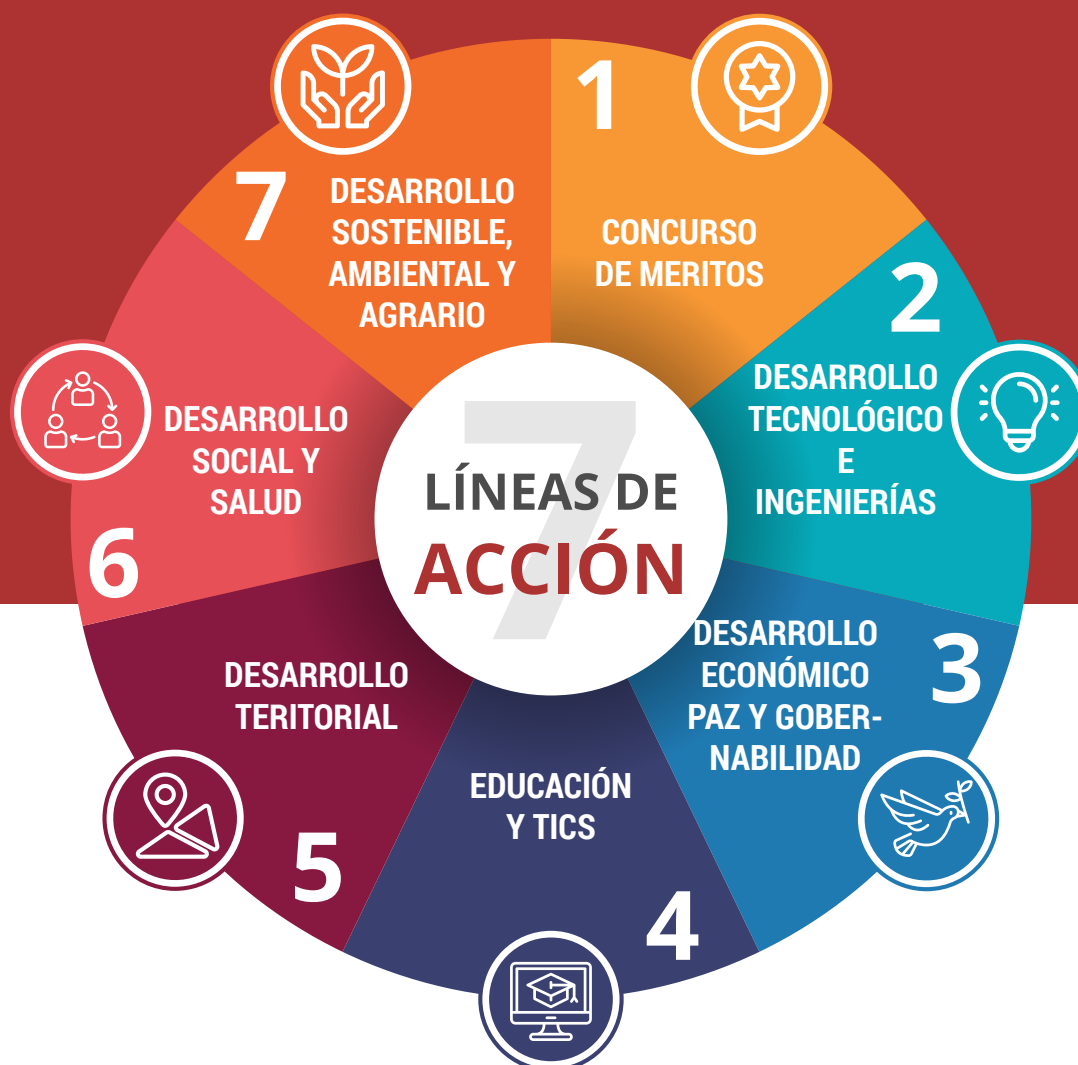 7
LÍNEAS DE
ACCIÓN
1
CONCURSO
DE MERITOS
2
DESARROLLO
TECNOLÓGICO
E
INGENIERÍAS
3
DESARROLLO
ECONÓMICO
PAZ Y GOBER-
NABILIDAD
4
EDUCACIÓN
Y TICS
5
DESARROLLO
TERITORIAL
6
DESARROLLO
SOCIAL Y
SALUD
7
DESARROLLO
SOSTENIBLE,
AMBIENTAL Y
AGRARIO